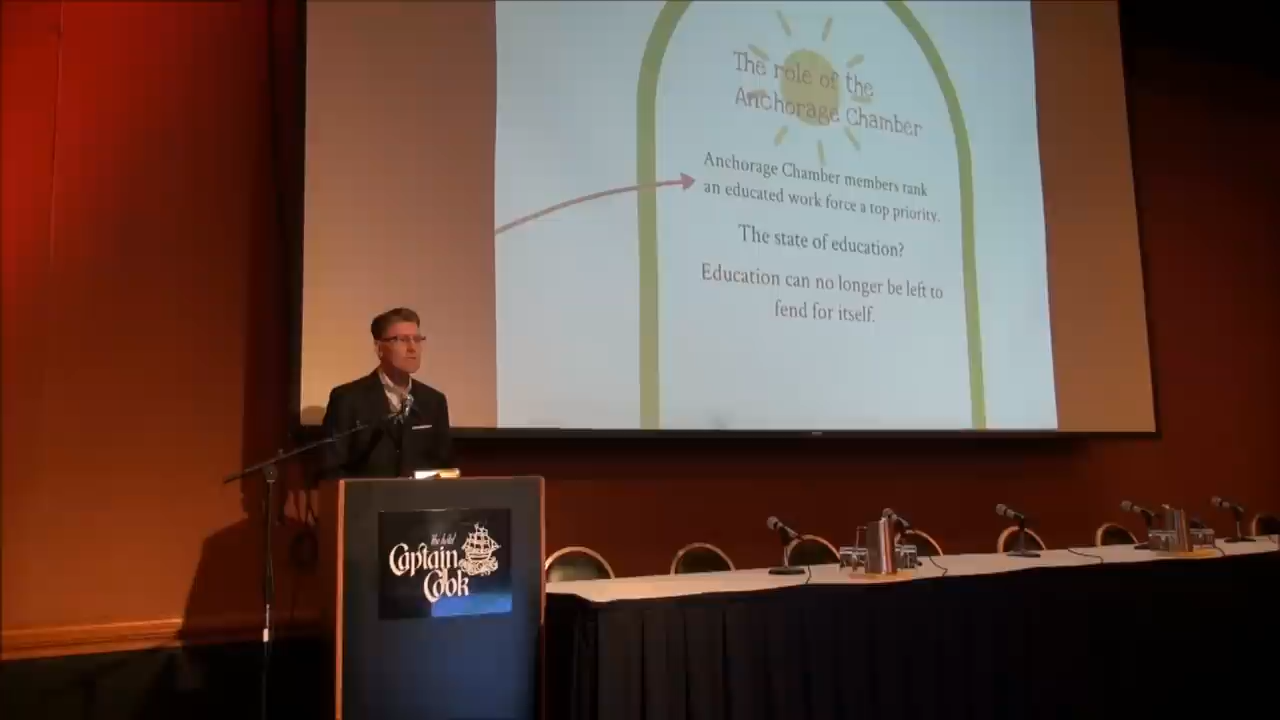 The role of the
Anchorage Chamber
Anchorage Chamber members rank
an educated work force a top priority.
The state of education?
Education can no longer be left to
fend for itself.
The hotel
Captain
Cook